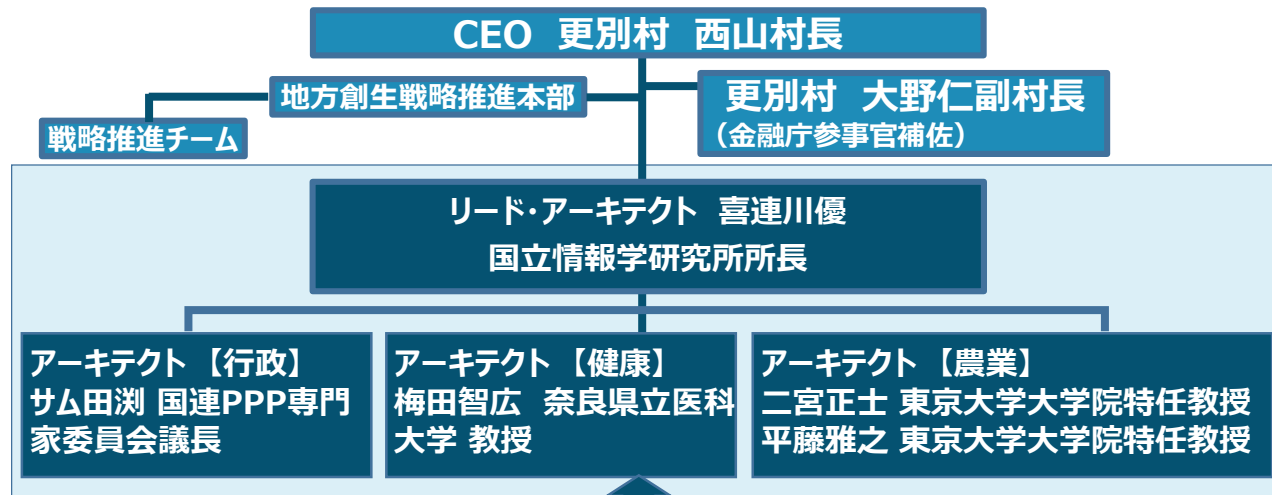 CEO 更別村 西山村長
地方創生戦略推進本部
更別村 大野仁副村長
（金融庁参事官補佐）
戦略推進チーム
リード・アーキテクト 喜連川優
国立情報学研究所所長
アーキテクト 【行政】
サム田渕 国連PPP専門
家委員会議長
アーキテクト 【健康】
梅田智広 奈良県立医科
大学 教授
アーキテクト 【農業】
二宮正士 東京大学大学院特任教授
平藤雅之 東京大学大学院特任教授